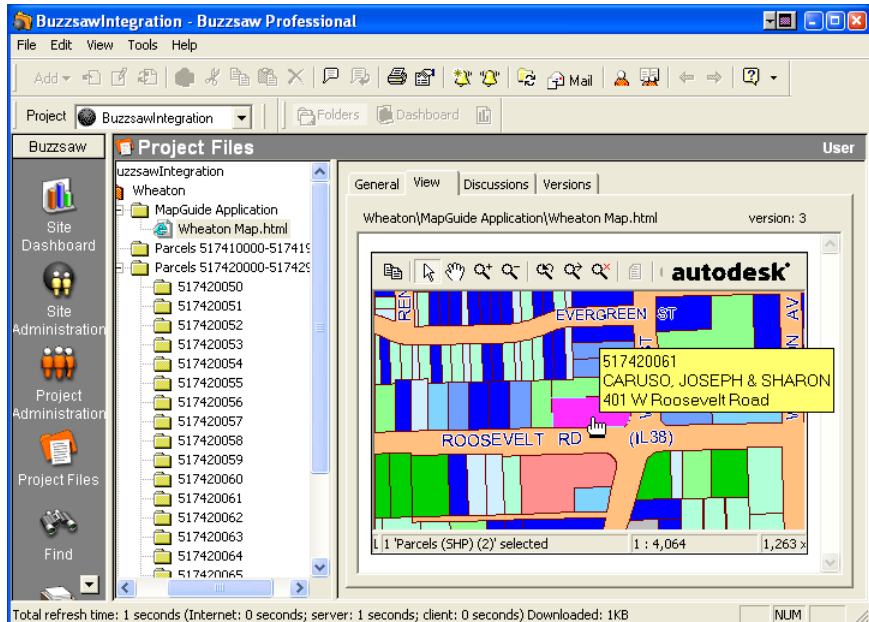 BuzzsawIntegration - Buzzsaw Professional
File Edit View Tools Help
Add Mail
Project BuzzsawIntegration Folders Dashboard
Buzzsaw Project Files User
Site Dashboard
Site Administration
Project Administration
Project Files
Find
uzzsawIntegration
Wheaton
MapGuide Application
Wheaton Map.html
Parcels 517410000-51741
Parcels 517420000-51742
517420050
517420051
517420052
517420053
517420054
517420055
517420056
517420057
517420058
517420059
517420060
517420061
517420062
517420063
517420064
517420065
General View Discussions Versions
Wheaton\MapGuide Application\Wheaton Map.html version: 3
autodesk
REN
EVERGREEN ST
N AV
517420061
CARUSO, JOSEPH & SHARON
401 W Roosevelt Road
ROOSEVELT RD (IL38)
L 1 'Parcels (SHP) (2)' selected 1 : 4,064 1,263 x
Total refresh time: 1 seconds (Internet: 0 seconds; server: 1 seconds; client: 0 seconds) Downloaded: 1KB NUM